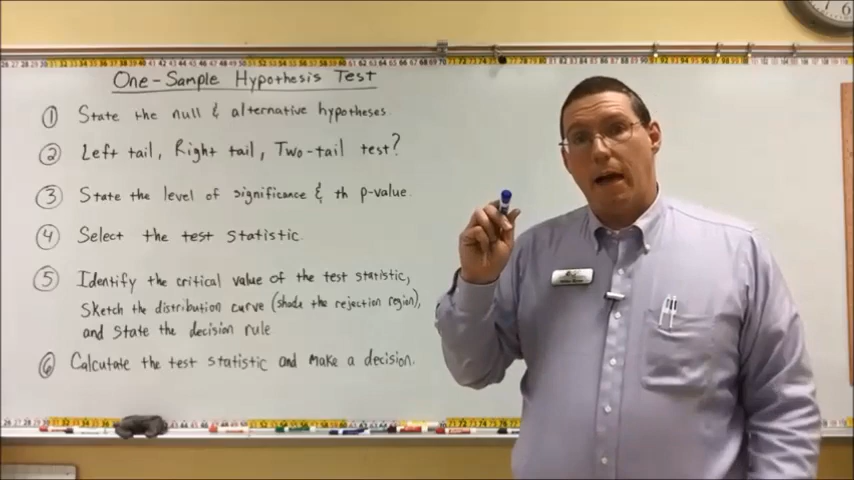 One-Sample Hypothesis Test
① State the null & alternative hypotheses.
② Left tail, Right tail, Two-tail test?
③ State the level of significance & th p-value.
④ Select the test statistic.
⑤ Identify the critical value of the test statistic,
Sketch the distribution curve (shade the rejection region),
and state the decision rule
⑥ Calculate the test statistic and make a decision.